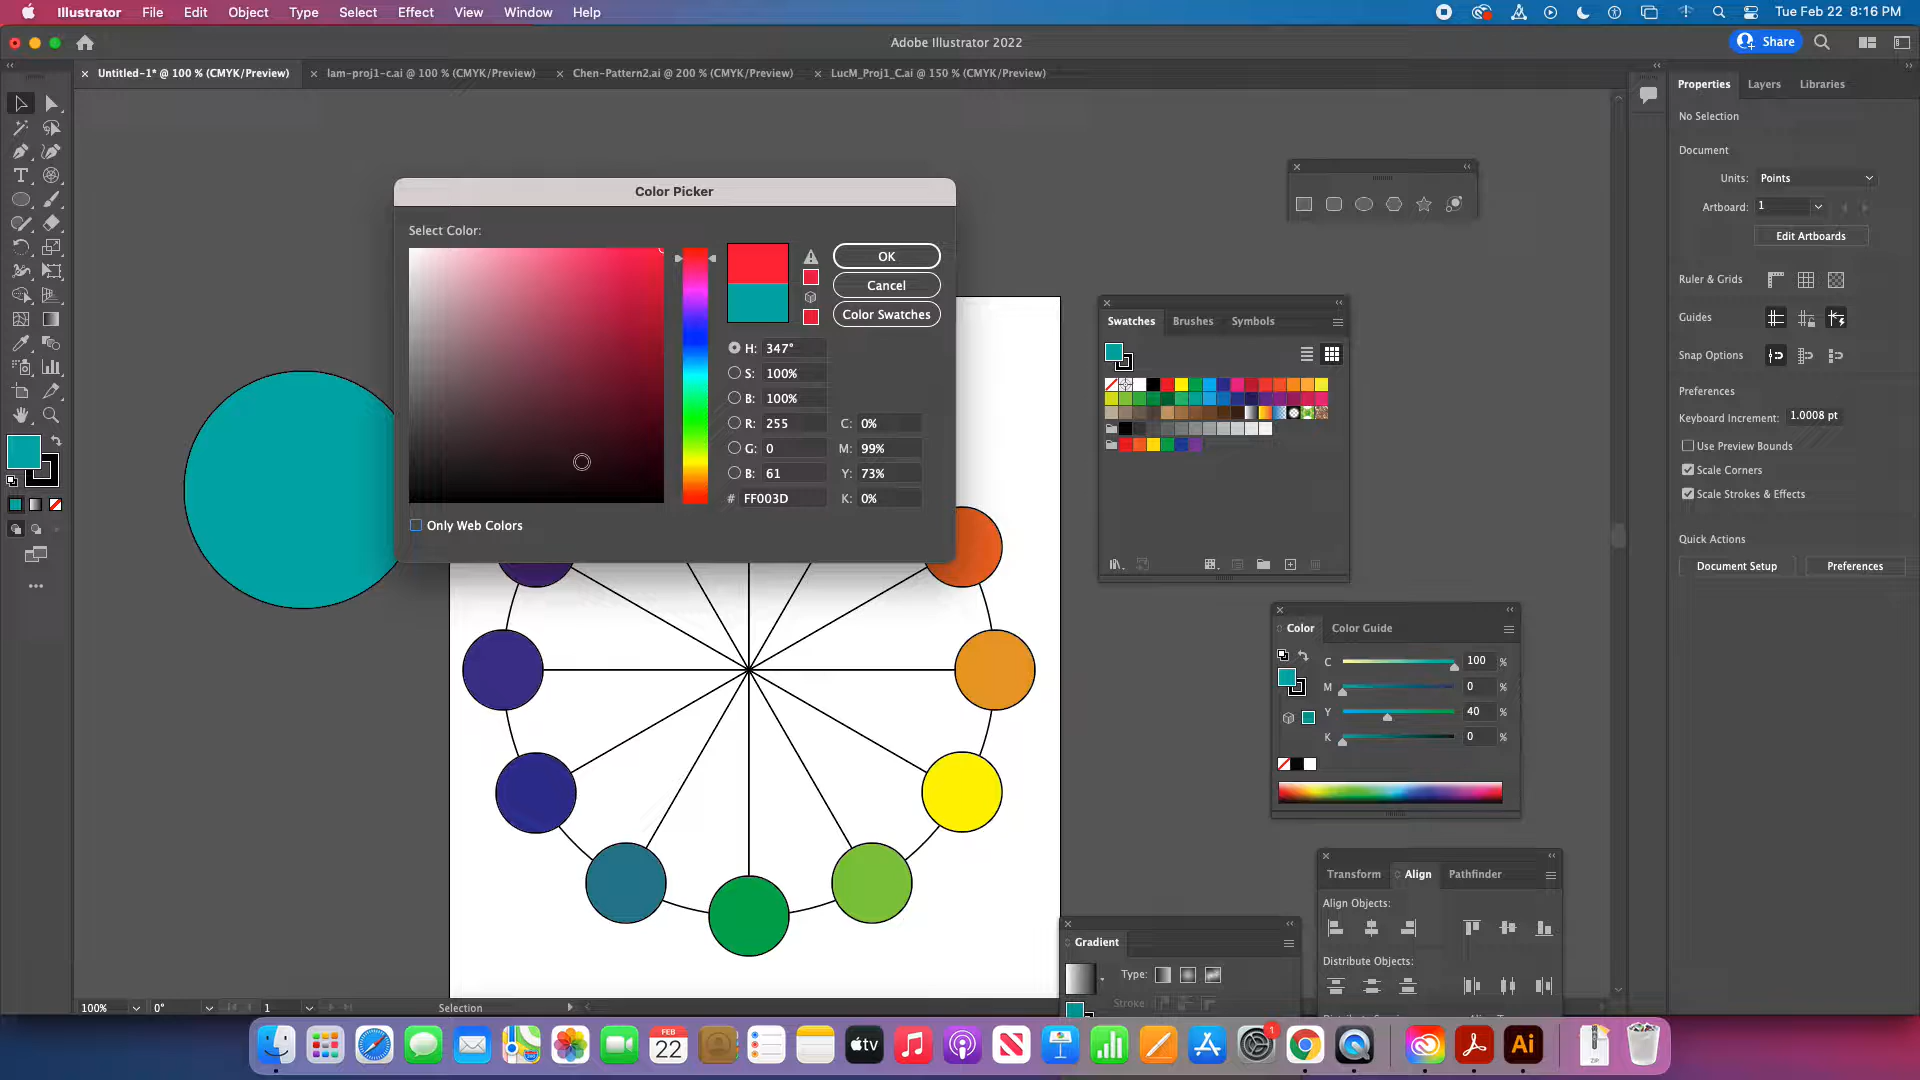 Illustrator File Edit Object Type Select Effect View Window Help
Tue Feb 22 8:16 PM
Adobe Illustrator 2022
Share
Untitled-1* @ 100 % (CMYK/Preview)
lam-proj1-c.ai @ 100 % (CMYK/Preview)
Chen-Pattern2.ai @ 200 % (CMYK/Preview)
LucM_Proj1_C.ai @ 150 % (CMYK/Preview)
Properties Layers Libraries
No Selection
Document
Units: Points
Artboard: 1
Edit Artboards
Ruler & Grids
Guides
Snap Options
Preferences
Keyboard Increment: 1.0008 pt
Use Preview Bounds
Scale Corners
Scale Strokes & Effects
Quick Actions
Document Setup Preferences
Color Picker
Select Color:
OK
Cancel
Color Swatches
H: 347°
S: 100%
B: 100%
R: 255 C: 0%
G: 0 M: 99%
B: 61 Y: 73%
# FF003D K: 0%
Only Web Colors
Swatches Brushes Symbols
Color Color Guide
C 100 %
M 0 %
Y 40 %
K 0 %
Transform Align Pathfinder
Align Objects:
Distribute Objects:
Gradient
Type:
Stroke:
100% 0° 1 Selection
FEB
22
tv
1
Ai
ZIP